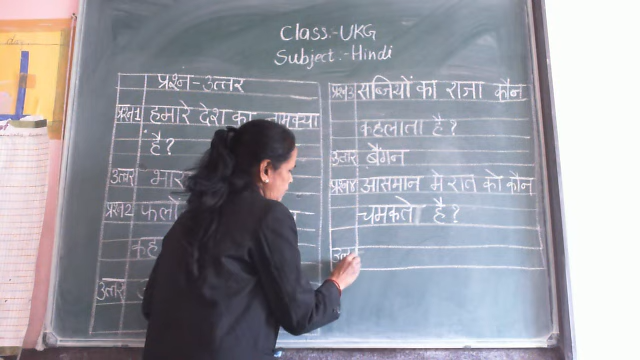 Class:-UKG
Subject:-Hindi
प्रश्न-उत्तर
प्रश्न1 हमारे देश का नाम क्या
है?
उत्तर
प्रश्न2
उत्तर
प्रश्न3 सब्जियों का राजा कौन
कहलाता है?
उत्तर बैंगन
प्रश्न4 आसमान मे रात को कौन
चमकते है?